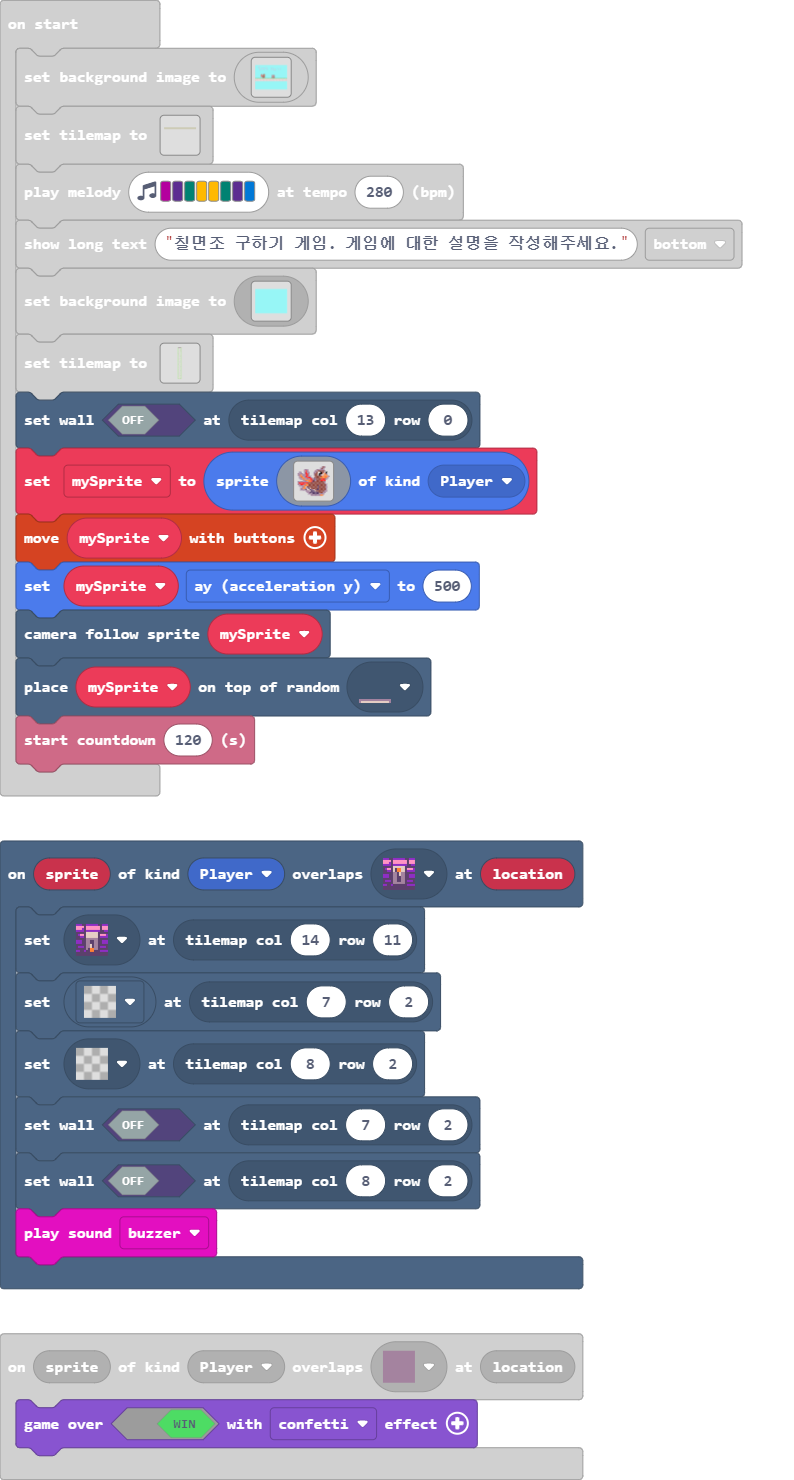 on start
set background image to
set tilemap to
play melody at tempo 280 (bpm)
show long text "칠면조 구하기 게임. 게임에 대한 설명을 작성해주세요." bottom
set background image to
set tilemap to
set wall OFF at tilemap col 13 row 0
set mySprite to sprite of kind Player
move mySprite with buttons
set mySprite ay (acceleration y) to 500
camera follow sprite mySprite
place mySprite on top of random
start countdown 120 (s)
on sprite of kind Player overlaps at location
set at tilemap col 14 row 11
set at tilemap col 7 row 2
set at tilemap col 8 row 2
set wall OFF at tilemap col 7 row 2
set wall OFF at tilemap col 8 row 2
play sound buzzer
on sprite of kind Player overlaps at location
game over WIN with confetti effect